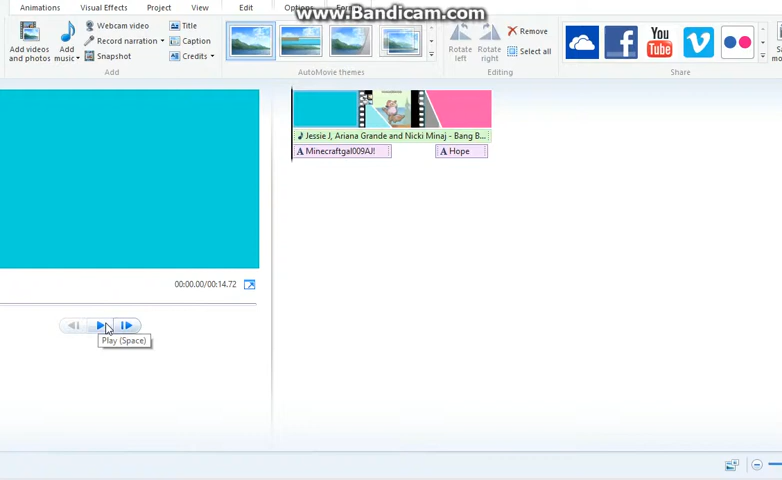 www.Bandicam.com
Animations Visual Effects Project View Edit Options
Add videos and photos
Add music
Webcam video
Record narration
Snapshot
Title
Caption
Credits
Add
AutoMovie themes
Rotate left
Rotate right
Remove
Select all
Editing
You Tube
Share
Jessie J, Ariana Grande and Nicki Minaj - Bang B...
A Minecraftgal009AJ!
A Hope
00:00.00/00:14.72
Play (Space)